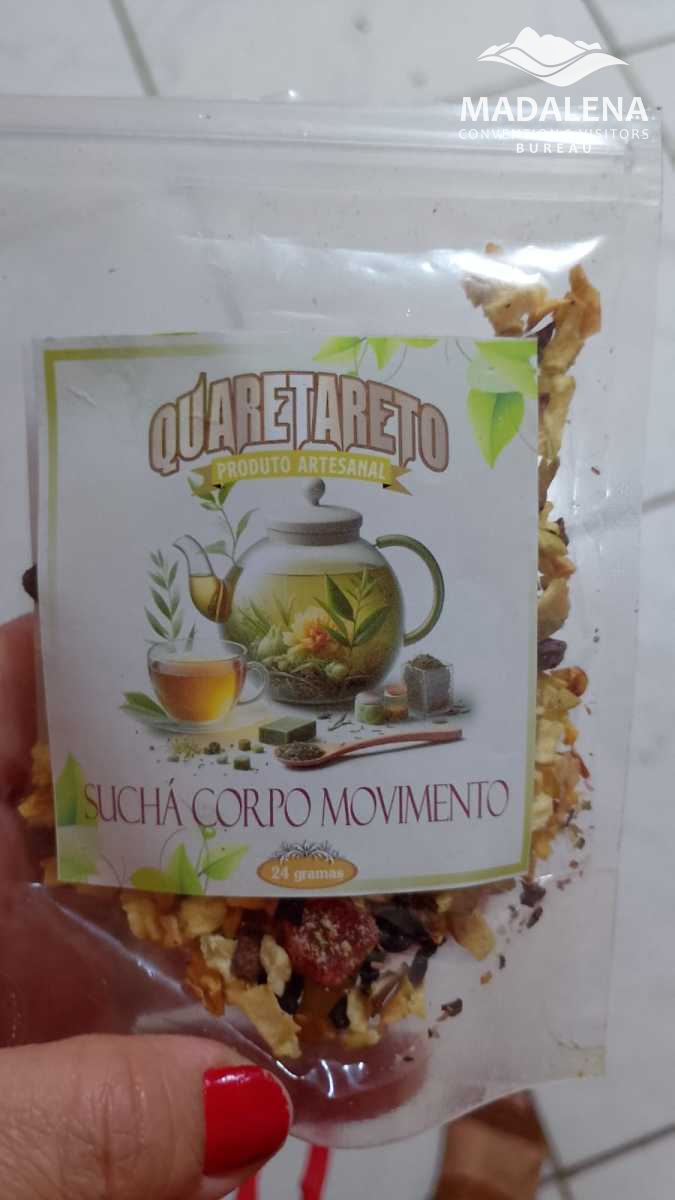 MADALENA
CONVENTION & VISITORS
BUREAU
QUARETARETO
PRODUTO ARTESANAL
SUCHÁ CORPO MOVIMENTO
24 gramas